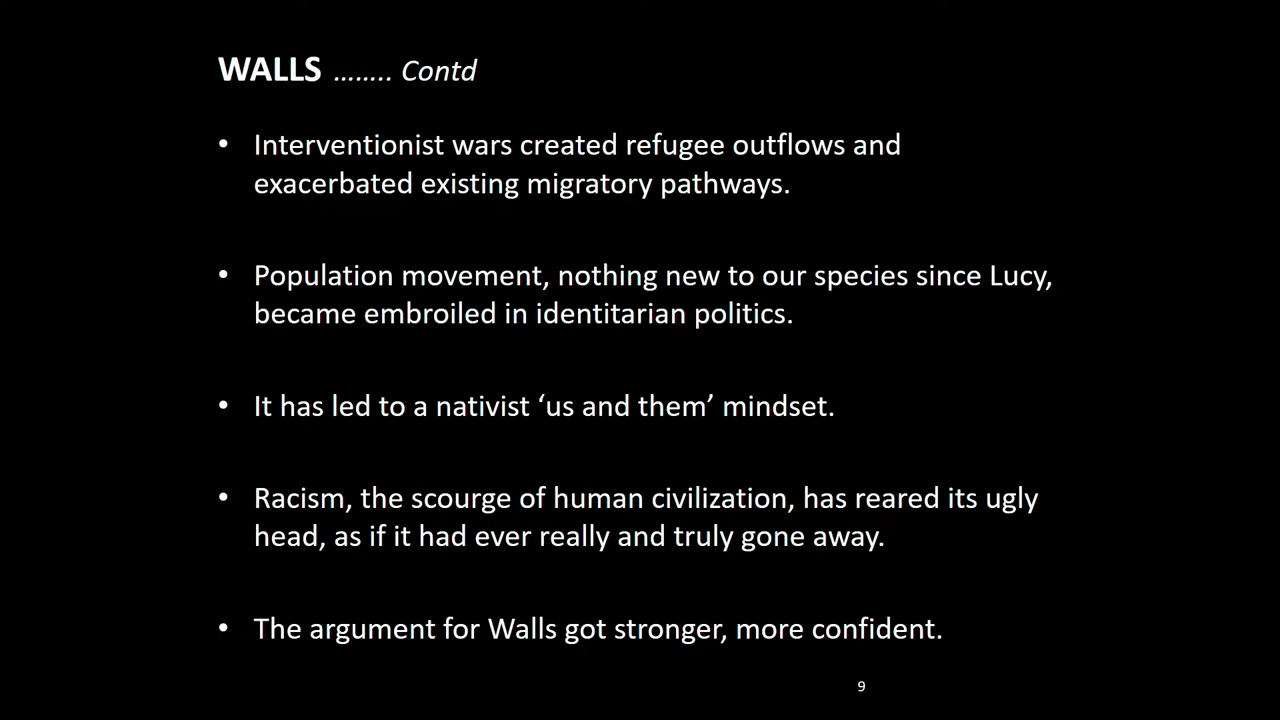 WALLS …….. Contd
• Interventionist wars created refugee outflows and
exacerbated existing migratory pathways.
• Population movement, nothing new to our species since Lucy,
became embroiled in identitarian politics.
• It has led to a nativist ‘us and them’ mindset.
• Racism, the scourge of human civilization, has reared its ugly
head, as if it had ever really and truly gone away.
• The argument for Walls got stronger, more confident.
9